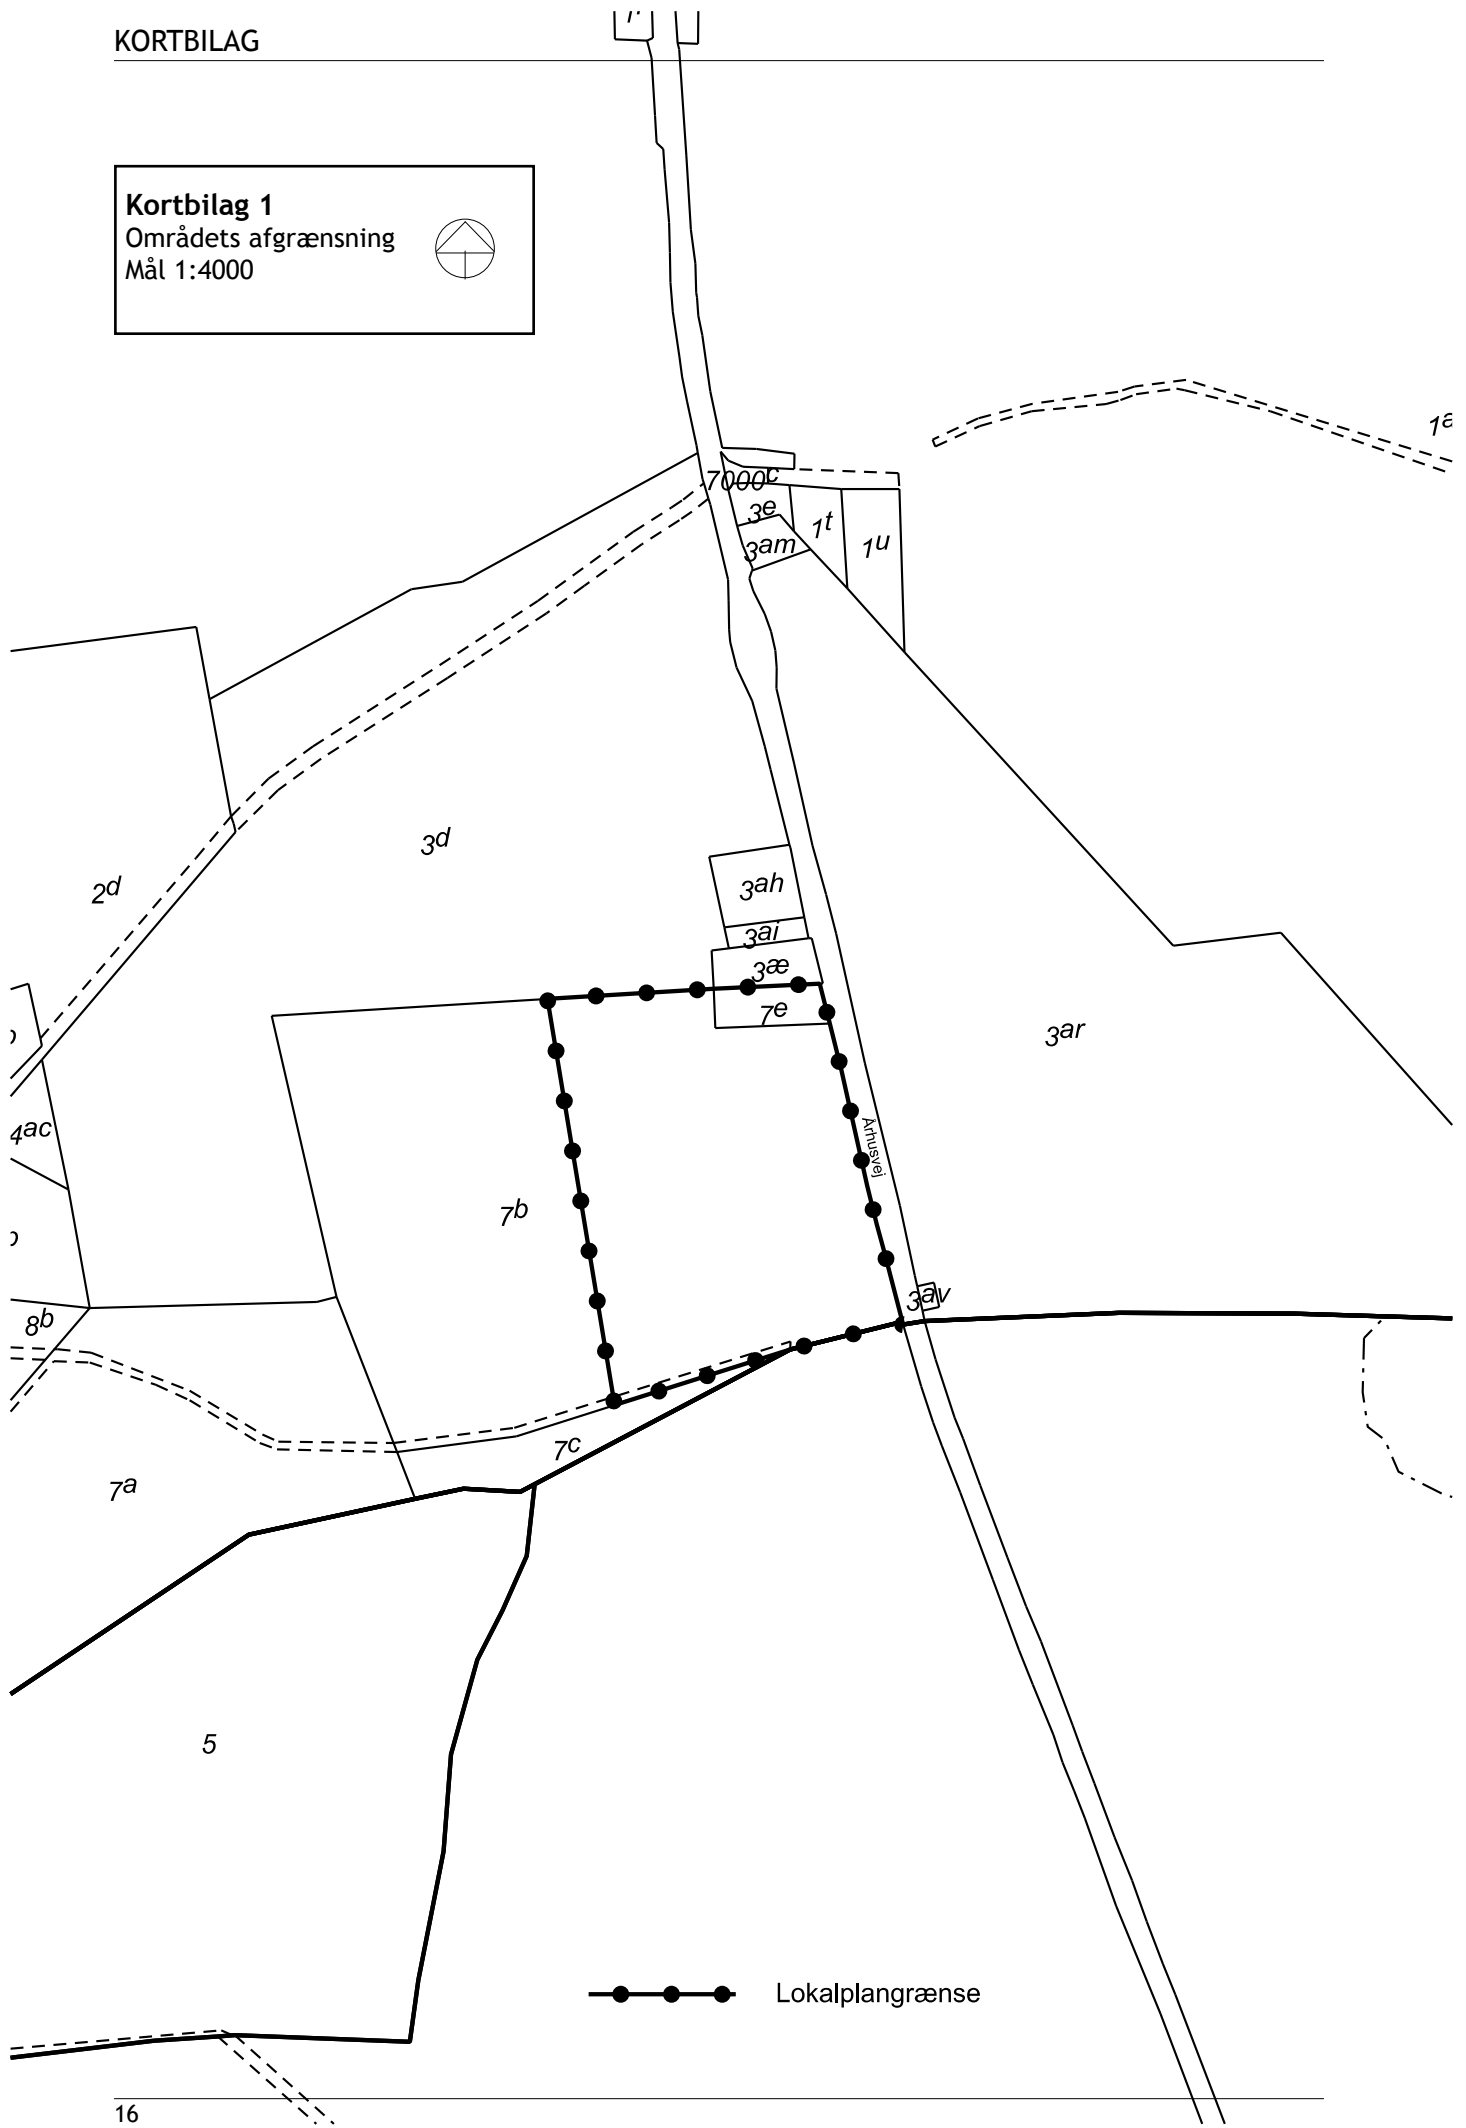 KORTBILAG
Kortbilag 1
Områdets afgrænsning
Mål 1:4000
1a
7000c
3e
1t
1u
3am
3d
2d
3ah
3ai
3æ
7e
3ar
4ac
Århusvej
7b
3av
8b
7c
7a
5
Lokalplangrænse
16